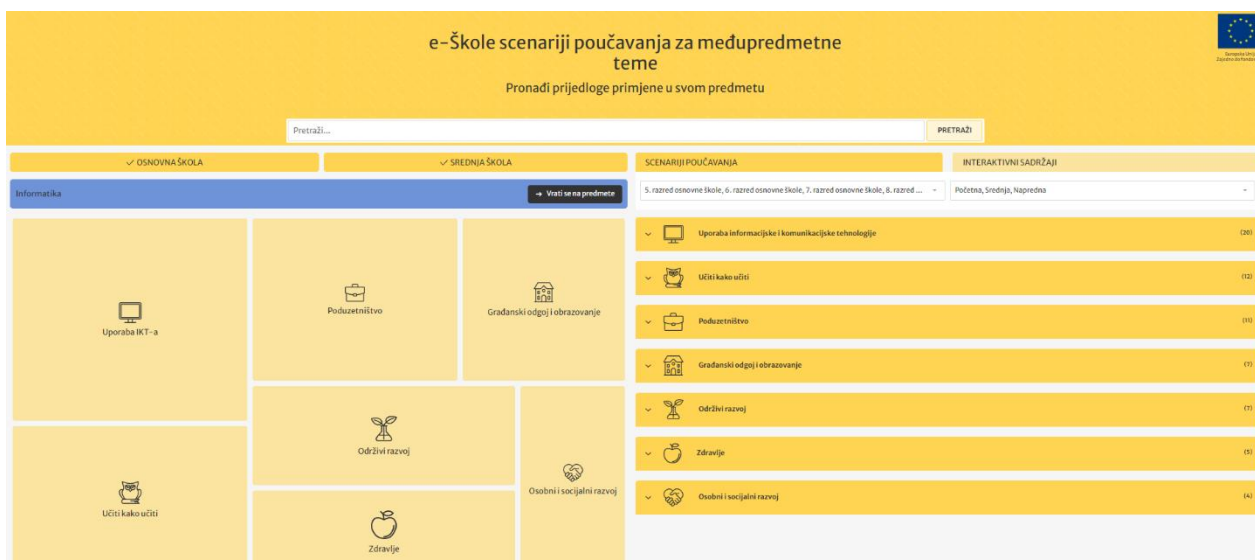 e-Škole scenariji poučavanja za međupredmetne
teme
Pronađi prijedloge primjene u svom predmetu
Pretraži...
PRETRAŽI
OSNOVNA ŠKOLA
SREDNJA ŠKOLA
SCENARIJI POUČAVANJA
INTERAKTIVNI SADRŽAJI
Informatika
→ Vrati se na predmete
5. razred osnovne škole, 6. razred osnovne škole, 7. razred osnovne škole, 8. razred ...
Početna, Srednja, Napredna
Uporaba IKT-a
Poduzetništvo
Građanski odgoj i obrazovanje
Održivi razvoj
Osobni i socijalni razvoj
Učiti kako učiti
Zdravlje
Uporaba informacijske i komunikacijske tehnologije
(20)
Učiti kako učiti
(12)
Poduzetništvo
(11)
Građanski odgoj i obrazovanje
Održivi razvoj
(7)
Zdravlje
(5)
Osobni i socijalni razvoj
(4)